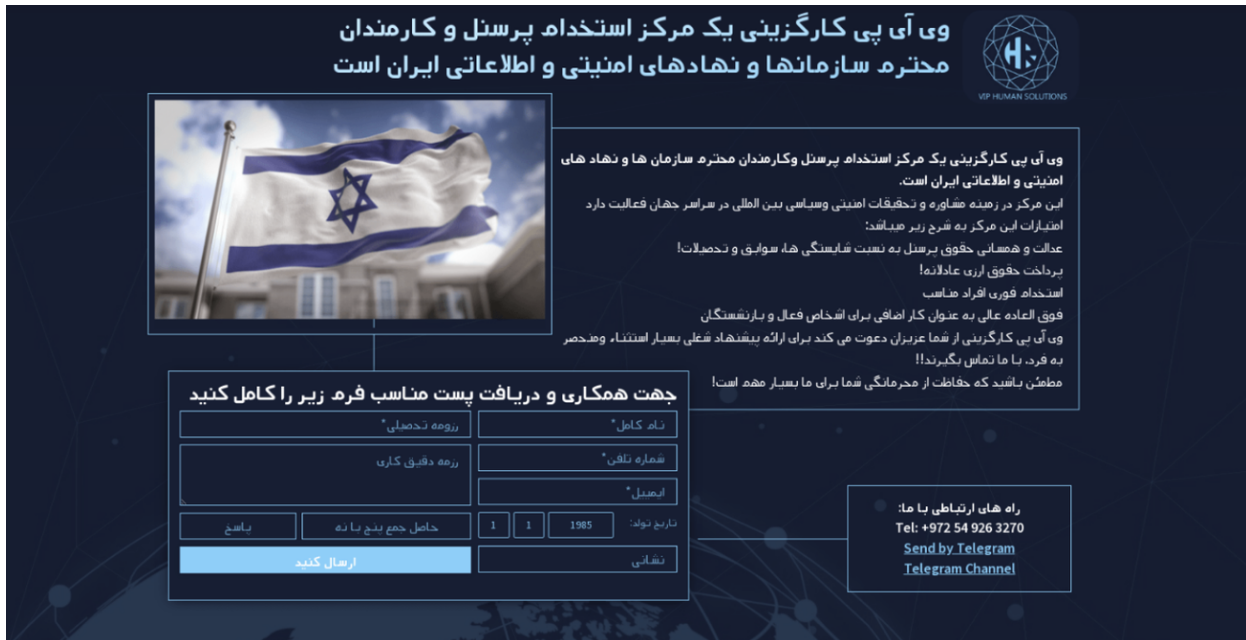 وی آی پی کارگزینی یک مرکز استخدام پرسنل و کارمندان
محترم سازمانها و نهادهای امنیتی و اطلاعاتی ایران است
VIP HUMAN SOLUTIONS
وی آی پی کارگزینی یک مرکز استخدام پرسنل وکارمندان محترم سازمان ها و نهاد های
امنیتی و اطلاعاتی ایران است.
این مرکز در زمینه مشاوره و تحقیقات امنیتی وسیاسی بین المللی در سراسر جهان فعالیت دارد
امتیازات این مرکز به شرح زیر میباشد:
عدالت و همسانی حقوق پرسنل به نسبت شایستگی ها، سوابق و تحصیلات!
پرداخت حقوق ارزی عادلانه!
استخدام فوری افراد مناسب
فوق العاده عالی به عنوان کار اضافی برای اشخاص فعال و بازنشستگان
وی آی پی کارگزینی از شما عزیزان دعوت می کند برای ارائه پیشنهاد شغلی بسیار استثناء ومنحصر
به فرد، با ما تماس بگیرند!!
مطمئن باشید که حفاظت از محرمانگی شما برای ما بسیار مهم است!
جهت همکاری و دریافت پست مناسب فرم زیر را کامل کنید
نام کامل*
رزومه تحصیلی*
شماره تلفن*
رزمه دقیق کاری
ایمیل*
تاریخ تولد:
1985
1
1
حاصل جمع پنج با نه
پاسخ
نشانی
ارسال کنید
راه های ارتباطی با ما:
Tel: +972 54 926 3270
Send by Telegram
Telegram Channel